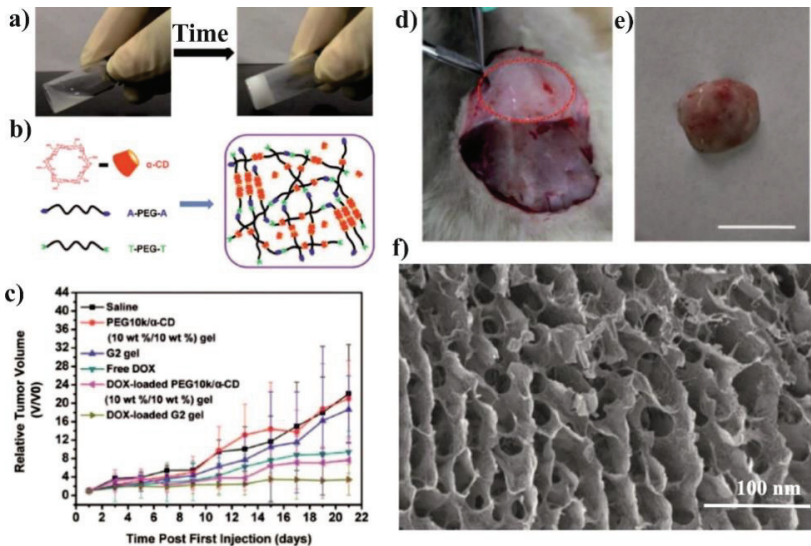 a)
Time
b)
α-CD
A-PEG-A
T-PEG-T
c)
Relative Tumor Volume
(V/V0)
44
40
36
32
28
24
20
16
12
8
4
0
Saline
PEG10k/α-CD
(10 wt %/10 wt %) gel
G2 gel
Free DOX
DOX-loaded PEG10k/α-CD
(10 wt %/10 wt %) gel
DOX-loaded G2 gel
0 2 4 6 8 10 12 14 16 18 20 22
Time Post First Injection (days)
d)
e)
f)
100 nm